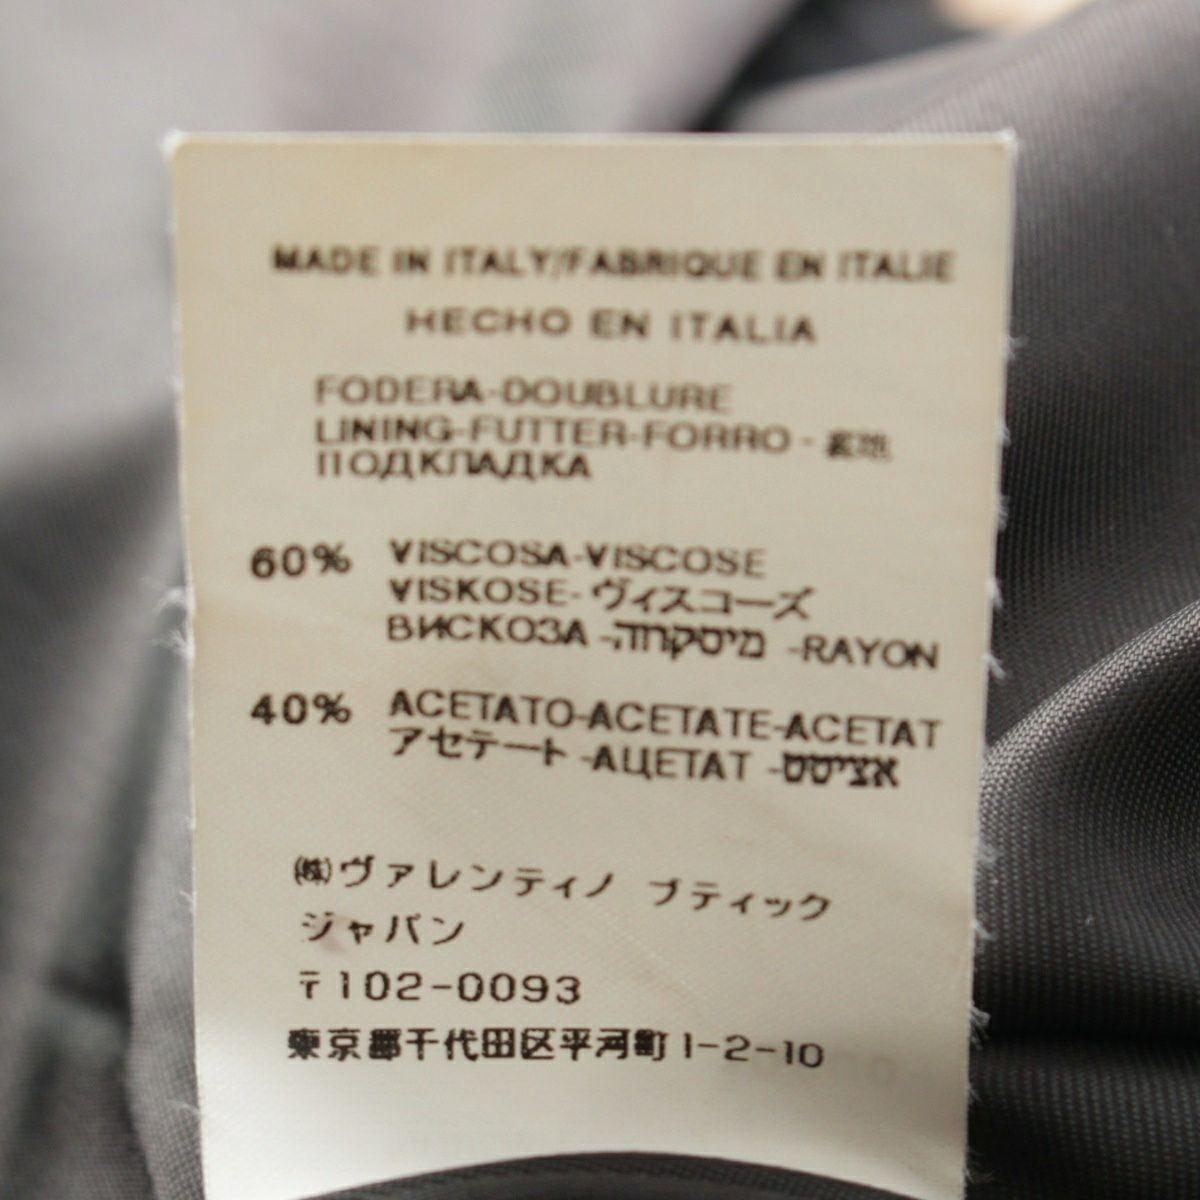 MADE IN ITALY/FABRIQUE EN ITALIE
HECHO EN ITALIA
FODERA-DOUBLURE
LINING-FUTTER-FORRO - 裏地
ПОДКЛАДКА
60% VISCOSA-VISCOSE
VISKOSE-ヴィスコーズ
ВИСКОЗА -מיסקרוזה -RAYON
40% ACETATO-ACETATE-ACETAT
アセテート -АЦЕТАТ -אציטט
㈱ヴァレンティノ ブティック
ジャパン
〒102-0093
東京都千代田区平河町1-2-10